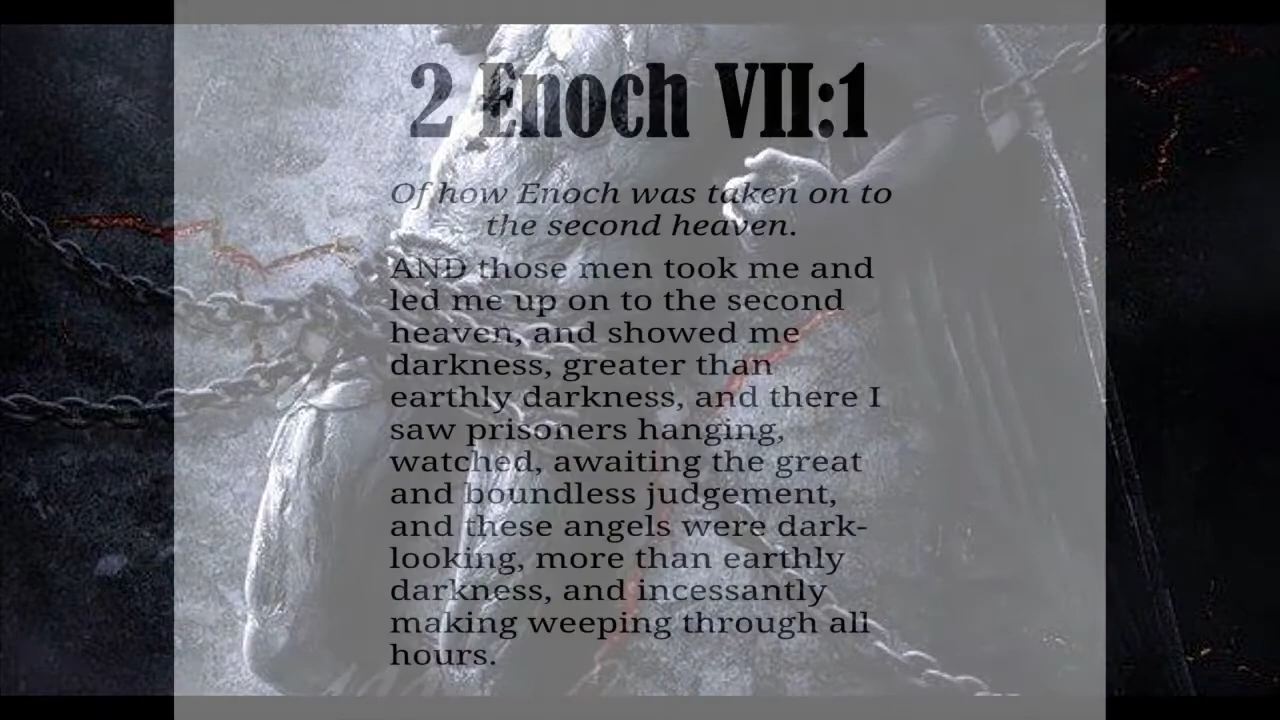 2 Enoch VII:1
Of how Enoch was taken on to
the second heaven.
AND those men took me and
led me up on to the second
heaven, and showed me
darkness, greater than
earthly darkness, and there I
saw prisoners hanging,
watched, awaiting the great
and boundless judgement,
and these angels were dark-
looking, more than earthly
darkness, and incessantly
making weeping through all
hours.